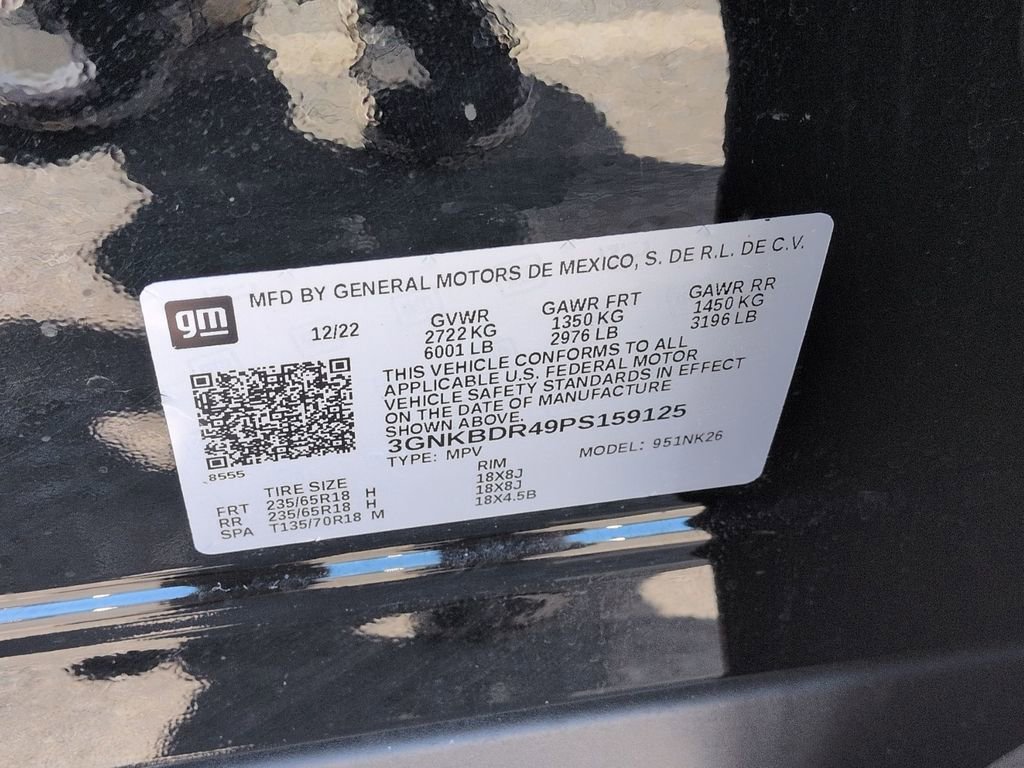 gm
MFD BY GENERAL MOTORS DE MEXICO, S. DE R.L. DE C.V.
12/22
GVWR
2722 KG
6001 LB
GAWR FRT
1350 KG
2976 LB
GAWR RR
1450 KG
3196 LB
THIS VEHICLE CONFORMS TO ALL
APPLICABLE U.S. FEDERAL MOTOR
VEHICLE SAFETY STANDARDS IN EFFECT
ON THE DATE OF MANUFACTURE
SHOWN ABOVE.
3GNKBDR49PS159125
TYPE: MPV
MODEL: 951NK26
8555
TIRE SIZE
RIM
FRT 235/65R18 H 18X8J
RR 235/65R18 H 18X8J
SPA T135/70R18 M 18X4.5B